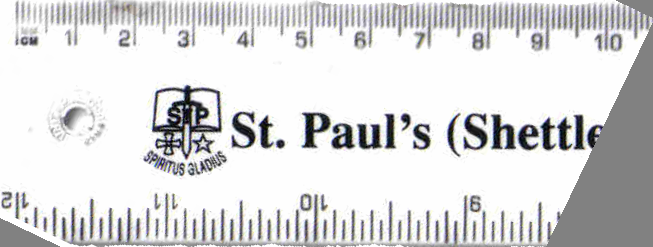 CM 1 2 3 4 5 6 7 8 9 10
STP
St. Paul's (Shettle
SPIRITUS GLADIUS
12 11 10 9